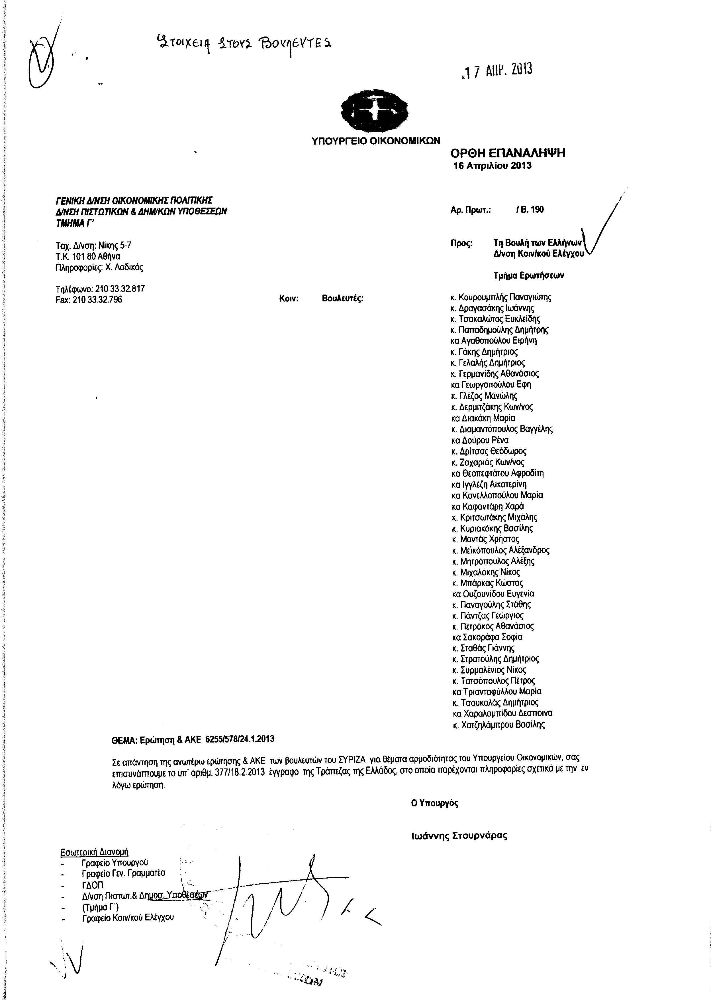 Στοιχεια στους Βουλευτες
17 ΑΠΡ. 2013
ΥΠΟΥΡΓΕΙΟ ΟΙΚΟΝΟΜΙΚΩΝ
ΟΡΘΗ ΕΠΑΝΑΛΗΨΗ
16 Απριλίου 2013
ΓΕΝΙΚΗ Δ/ΝΣΗ ΟΙΚΟΝΟΜΙΚΗΣ ΠΟΛΙΤΙΚΗΣ
Δ/ΝΣΗ ΠΙΣΤΩΤΙΚΩΝ & ΔΗΜ/ΚΩΝ ΥΠΟΘΕΣΕΩΝ
ΤΜΗΜΑ Γ'
Αρ. Πρωτ.: / Β. 190
Ταχ. Δ/νση: Νίκης 5-7
Τ.Κ. 101 80 Αθήνα
Πληροφορίες: Χ. Λαδικός
Προς: Τη Βουλή των Ελλήνων
Δ/νση Κοιν/κού Ελέγχου
Τμήμα Ερωτήσεων
Τηλέφωνο: 210 33.32.817
Fax: 210 33.32.796
Κοιν: Βουλευτές:
κ. Κουρουμπλής Παναγιώτης
κ. Δραγασάκης Ιωάννης
κ. Τσακαλώτος Ευκλείδης
κ. Παπαδημούλης Δημήτρης
κα Αγαθοπούλου Ειρήνη
κ. Γάκης Δημήτριος
κ. Γελαλής Δημήτριος
κ. Γερμανίδης Αθανάσιος
κα Γεωργοπούλου Εφη
κ. Γλέζος Μανώλης
κ. Δερμιτζάκης Κων/νος
κα Διακάκη Μαρία
κ. Διαμαντόπουλος Βαγγέλης
κα Δούρου Ρένα
κ. Δρίτσας Θεόδωρος
κ. Ζαχαριάς Κων/νος
κα Θεοπεφτάτου Αφροδίτη
κα Ιγγλέζη Αικατερίνη
κα Κανελλοπούλου Μαρία
κα Καφαντάρη Χαρά
κ. Κριτσωτάκης Μιχάλης
κ. Κυριακάκης Βασίλης
κ. Μαντάς Χρήστος
κ. Μεϊκόπουλος Αλέξανδρος
κ. Μητρόπουλος Αλέξης
κ. Μιχαλάκης Νίκος
κ. Μπάρκας Κώστας
κα Ουζουνίδου Ευγενία
κ. Παναγούλης Στάθης
κ. Πάντζας Γεώργιος
κ. Πετράκος Αθανάσιος
κα Σακοράφα Σοφία
κ. Σταθάς Γιάννης
κ. Στρατούλης Δημήτριος
κ. Συρμαλένιος Νίκος
κ. Τατσόπουλος Πέτρος
κα Τριανταφύλλου Μαρία
κ. Τσουκαλάς Δημήτριος
κα Χαραλαμπίδου Δεσποινα
κ. Χατζηλάμπρου Βασίλης
ΘΕΜΑ: Ερώτηση & ΑΚΕ 6255/578/24.1.2013
Σε απάντηση της ανωτέρω ερώτησης & ΑΚΕ των βουλευτών του ΣΥΡΙΖΑ για θέματα αρμοδιότητας του Υπουργείου Οικονομικών, σας
επισυνάπτουμε το υπ' αριθμ. 377/18.2.2013 έγγραφο της Τράπεζας της Ελλάδος, στο οποίο παρέχονται πληροφορίες σχετικά με την εν
λόγω ερώτηση.
Ο Υπουργός
Ιωάννης Στουρνάρας
Εσωτερική Διανομή
- Γραφείο Υπουργού
- Γραφείο Γεν. Γραμματέα
- ΓΔΟΠ
- Δ/νση Πιστωτ.& Δημοσ. Υποθέσεων
- (Τμήμα Γ΄)
- Γραφείο Κοιν/κού Ελέγχου